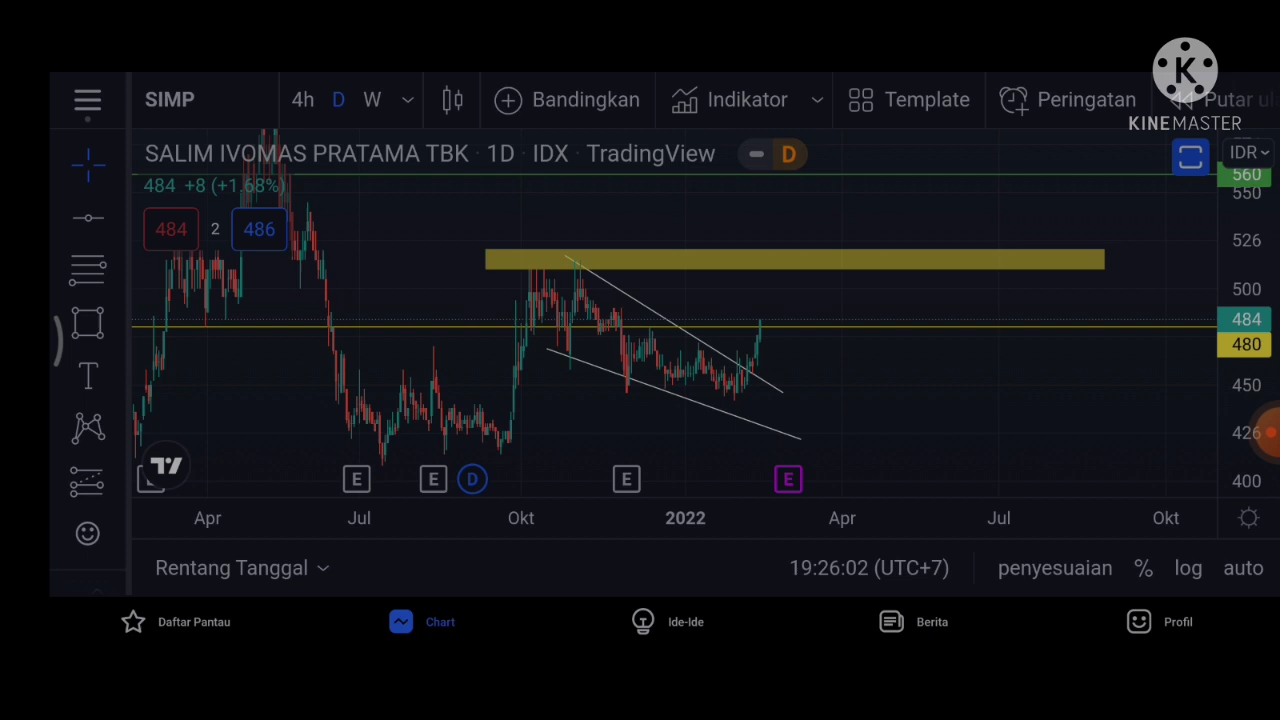 KINEMASTER
SIMP 4h D W Bandingkan Indikator Template Peringatan Putar ul
SALIM IVOMAS PRATAMA TBK · 1D · IDX · TradingView D IDR
484 +8 (+1.68%)
484 2 486
560
550
526
500
484
480
450
426
400
E E D E E
Apr Jul Okt 2022 Apr Jul Okt
Rentang Tanggal 19:26:02 (UTC+7) penyesuaian % log auto
Daftar Pantau Chart Ide-Ide Berita Profil